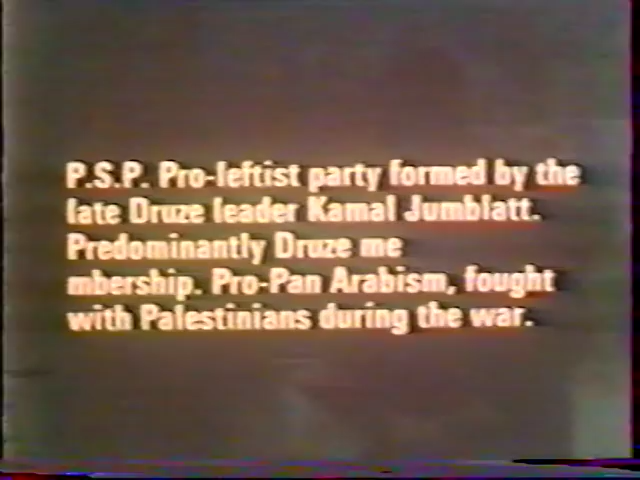 P.S.P. Pro-leftist party formed by the
late Druze leader Kamal Jumblatt.
Predominantly Druze me
mbership. Pro-Pan Arabism, fought
with Palestinians during the war.